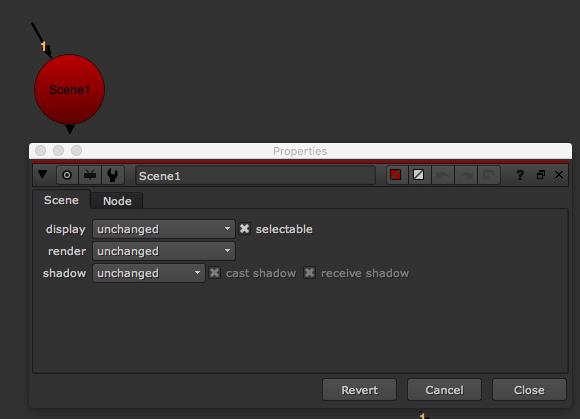 1
Scene1
Properties
Scene1 ?
Scene Node
display unchanged selectable
render unchanged
shadow unchanged cast shadow receive shadow
Revert Cancel Close
1